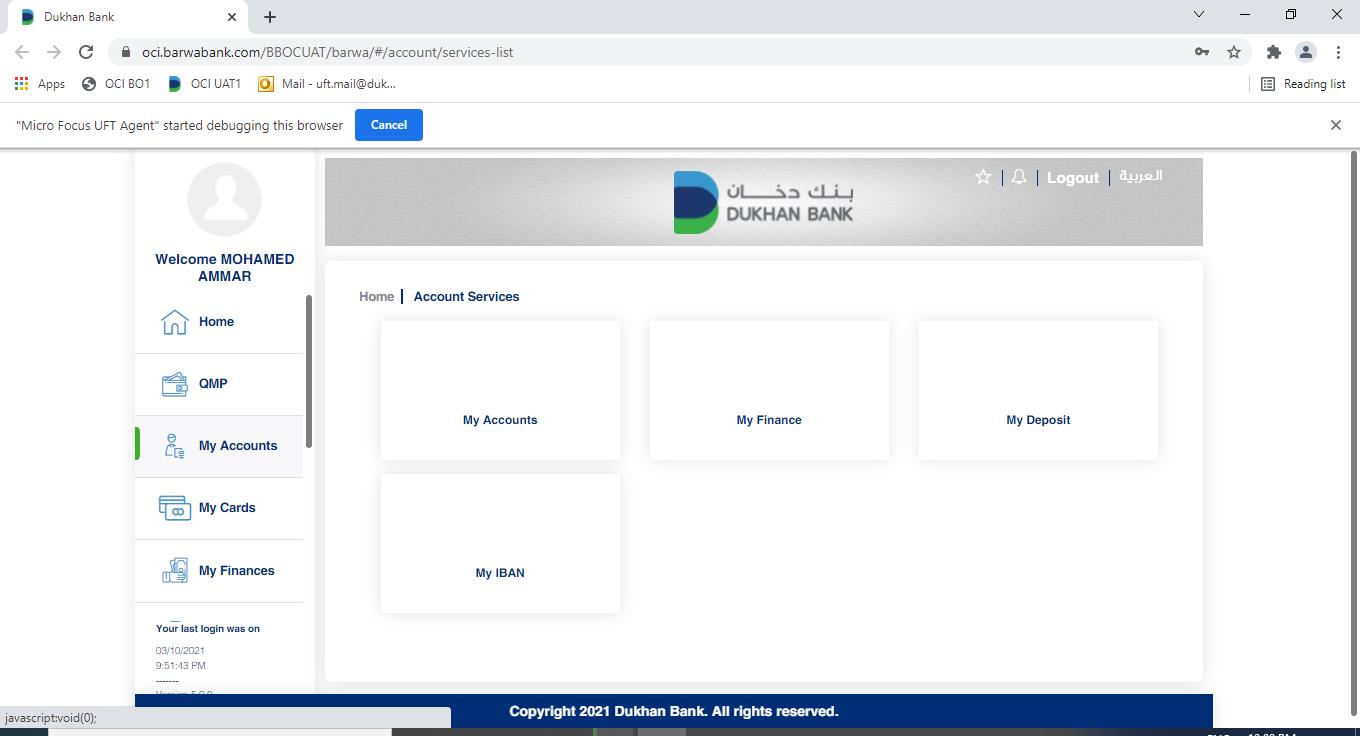 Dukhan Bank
oci.barwabank.com/BBOCUAT/barwa/#/account/services-list
Apps OCI BO1 OCI UAT1 Mail - uft.mail@duk... Reading list
"Micro Focus UFT Agent" started debugging this browser Cancel
Logout العربية
بنك دخان
DUKHAN BANK
Welcome MOHAMED
AMMAR
Home
QMP
My Accounts
My Cards
My Finances
Your last login was on
03/10/2021
9:51:43 PM
-------
Home Account Services
My Accounts My Finance My Deposit
My IBAN
Copyright 2021 Dukhan Bank. All rights reserved.
javascript:void(0);